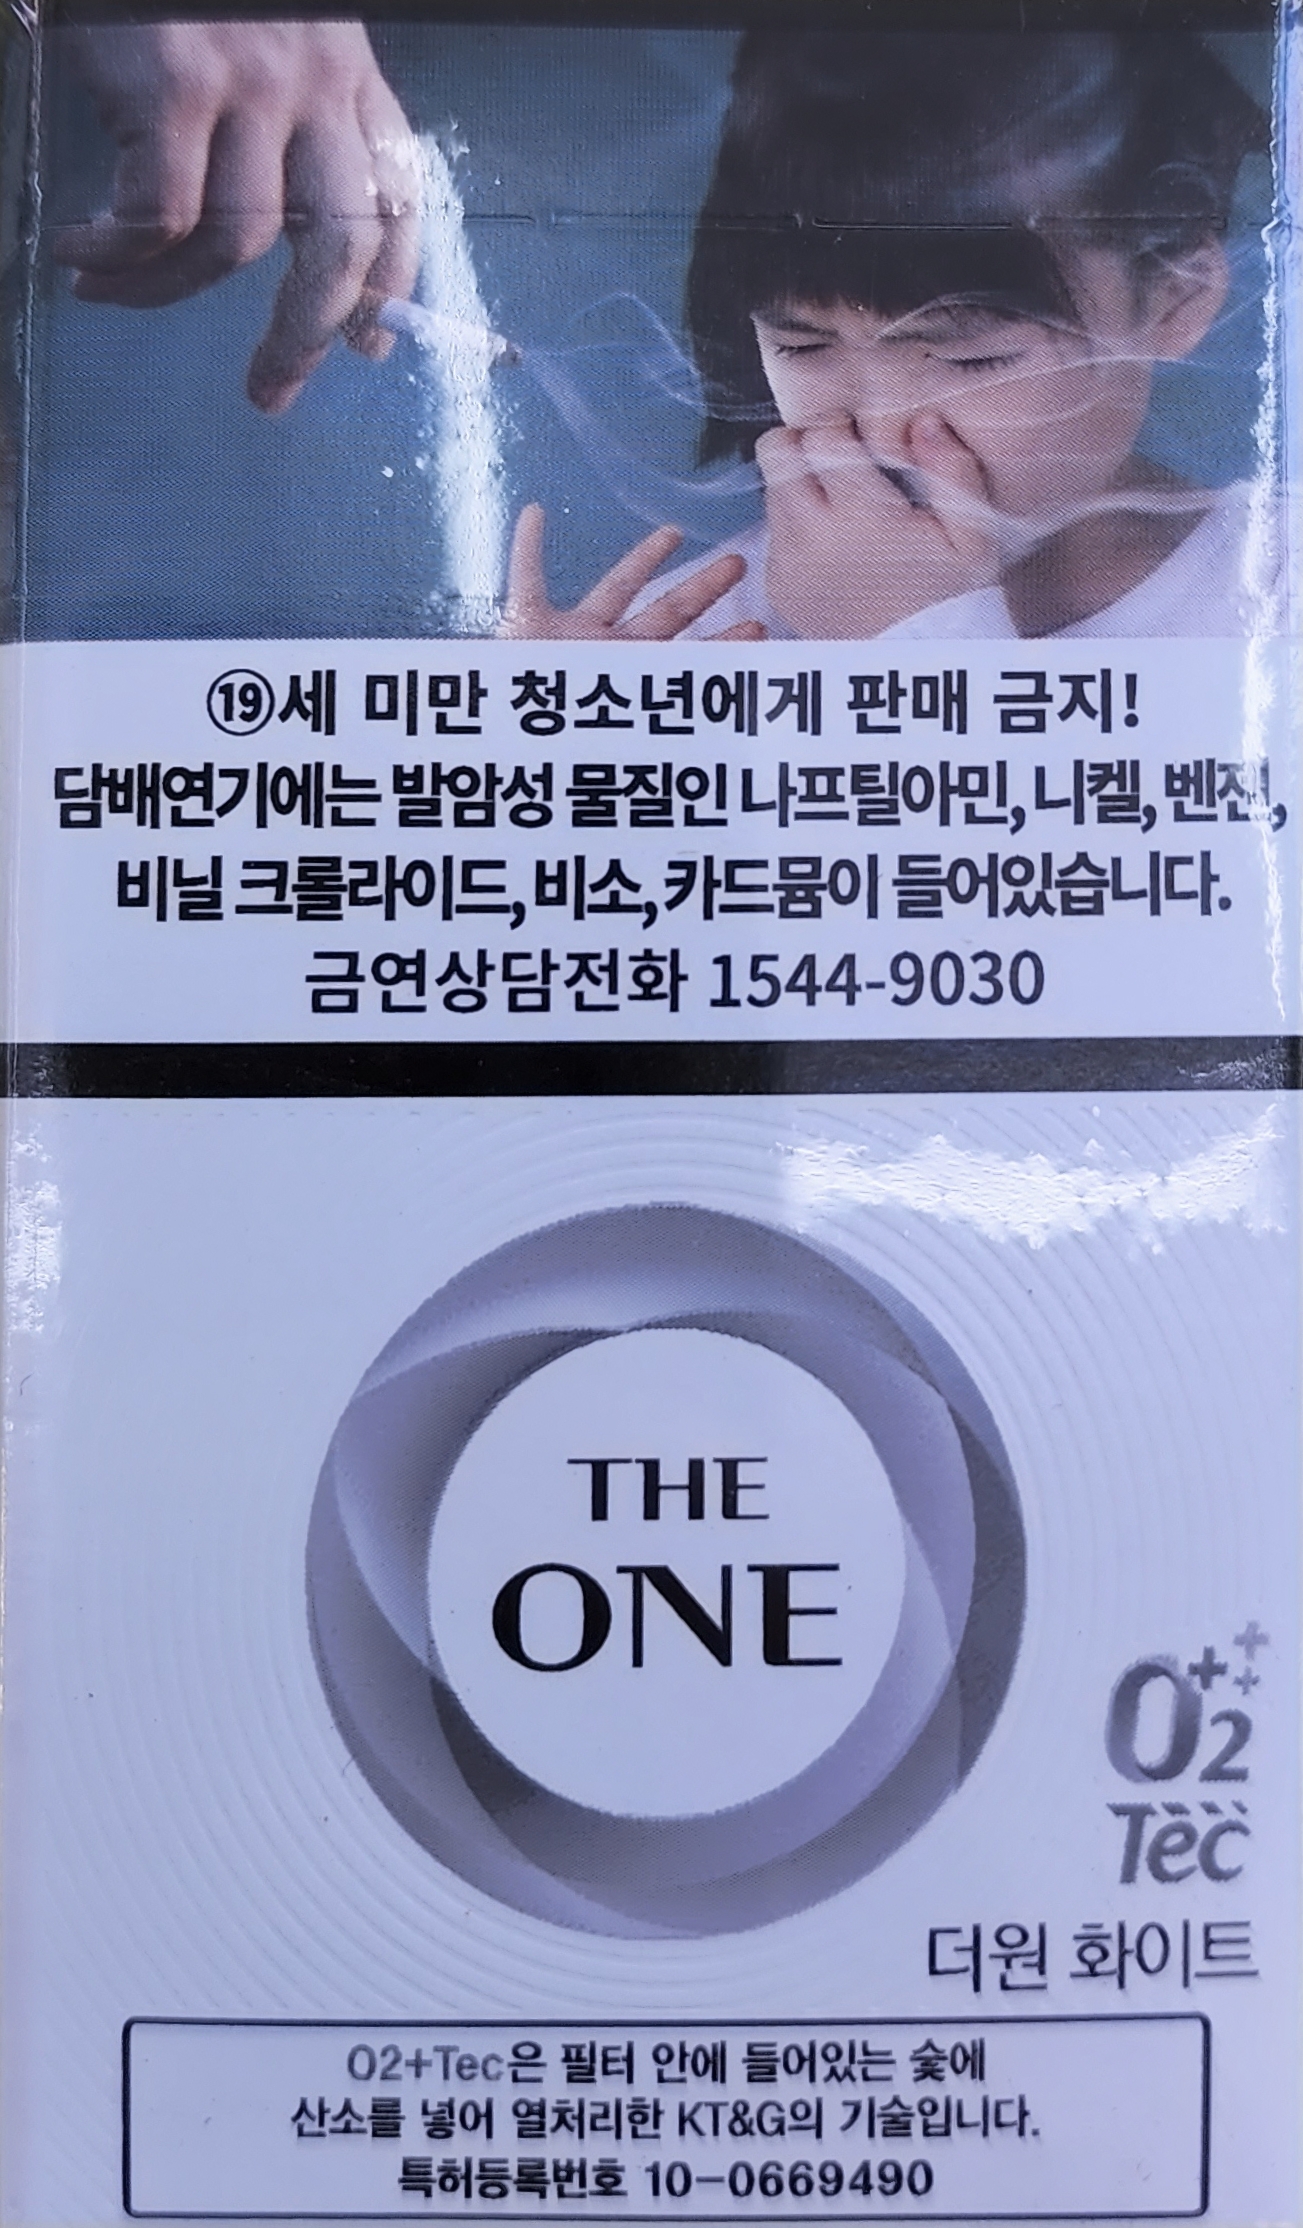 ⑲세 미만 청소년에게 판매 금지!
담배연기에는 발암성 물질인 나프틸아민, 니켈, 벤젠,
비닐 크롤라이드, 비소, 카드뮴이 들어있습니다.
금연상담전화 1544-9030
THE
ONE
O2+++
Tec
더원 화이트
O2+Tec은 필터 안에 들어있는 숯에
산소를 넣어 열처리한 KT&G의 기술입니다.
특허등록번호 10-0669490